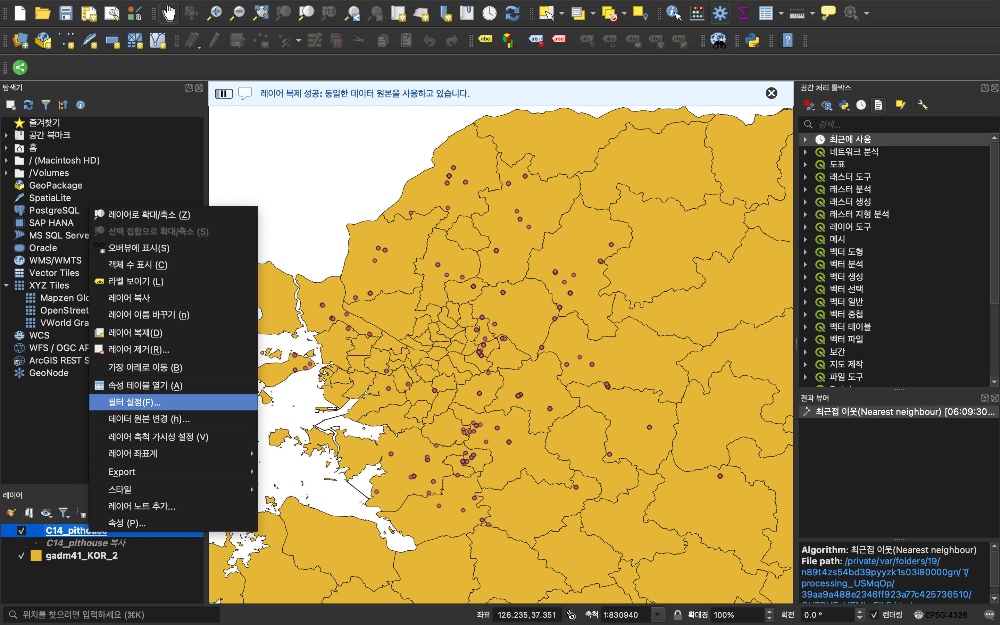 탐색기
즐겨찾기
공간 북마크
홈
/ (Macintosh HD)
/Volumes
GeoPackage
SpatiaLite
PostgreSQL
SAP HANA
MS SQL Serve
Oracle
WMS/WMTS
Vector Tiles
XYZ Tiles
Mapzen Glo
OpenStreet
VWorld Gra
WCS
WFS / OGC AP
ArcGIS REST S
GeoNode
레이어로 확대/축소 (Z)
선택 집합으로 확대/축소 (S)
오버뷰에 표시(S)
객체 수 표시 (C)
라벨 보이기 (L)
레이어 복사
레이어 이름 바꾸기 (n)
레이어 복제(D)
레이어 제거(R)...
가장 아래로 이동 (B)
속성 테이블 열기 (A)
필터 설정(F)...
데이터 원본 변경 (h)...
레이어 축척 가시성 설정 (V)
레이어 좌표계
Export
스타일
레이어 노트 추가...
속성 (P)...
레이어
C14_pithouse
C14_pithouse 복사
gadm41_KOR_2
레이어 복제 성공: 동일한 데이터 원본을 사용하고 있습니다.
공간 처리 툴박스
검색...
최근에 사용
네트워크 분석
도표
래스터 도구
래스터 분석
래스터 생성
래스터 지형 분석
레이어 도구
메시
벡터 도형
벡터 분석
벡터 생성
벡터 선택
벡터 일반
벡터 중첩
벡터 테이블
벡터 파일
보간
지도 제작
파일 도구
결과 뷰어
최근접 이웃(Nearest neighbour) [06:09:30...
Algorithm: 최근접 이웃(Nearest neighbour)
File path: /private/var/folders/19/
n89t4zs54bd39pyyzk1s03l80000gn/T/
processing_USMqOp/
39aa9a488e2346ff923a77c425736510/
위치를 찾으려면 입력하세요 (⌘K)
좌표 126.235,37.351 축척 1:830940 확대경 100% 회전 0.0 ° 렌더링 EPSG:4326